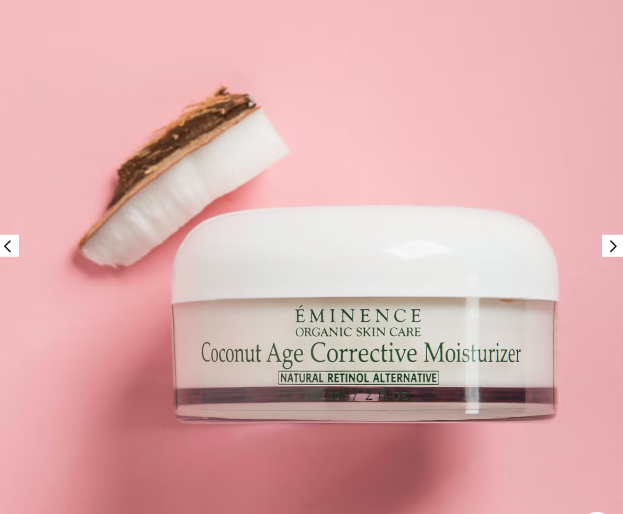 ÉMINENCE
ORGANIC SKIN CARE
Coconut Age Corrective Moisturizer
NATURAL RETINOL ALTERNATIVE